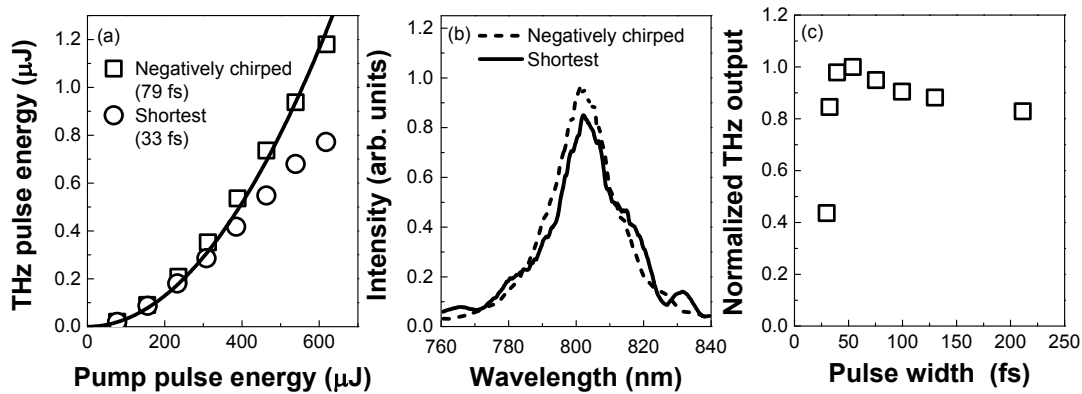 (a)
Negatively chirped
(79 fs)
Shortest
(33 fs)
THz pulse energy (μJ)
1.2
1.0
0.8
0.6
0.4
0.2
0.0
0 200 400 600
Pump pulse energy (μJ)
(b)
Negatively chirped
Shortest
Intensity (arb. units)
1.2
1.0
0.8
0.6
0.4
0.2
0.0
760 780 800 820 840
Wavelength (nm)
(c)
Normalized THz output
1.2
1.0
0.8
0.6
0.4
0.2
0.0
0 50 100 150 200 250
Pulse width (fs)